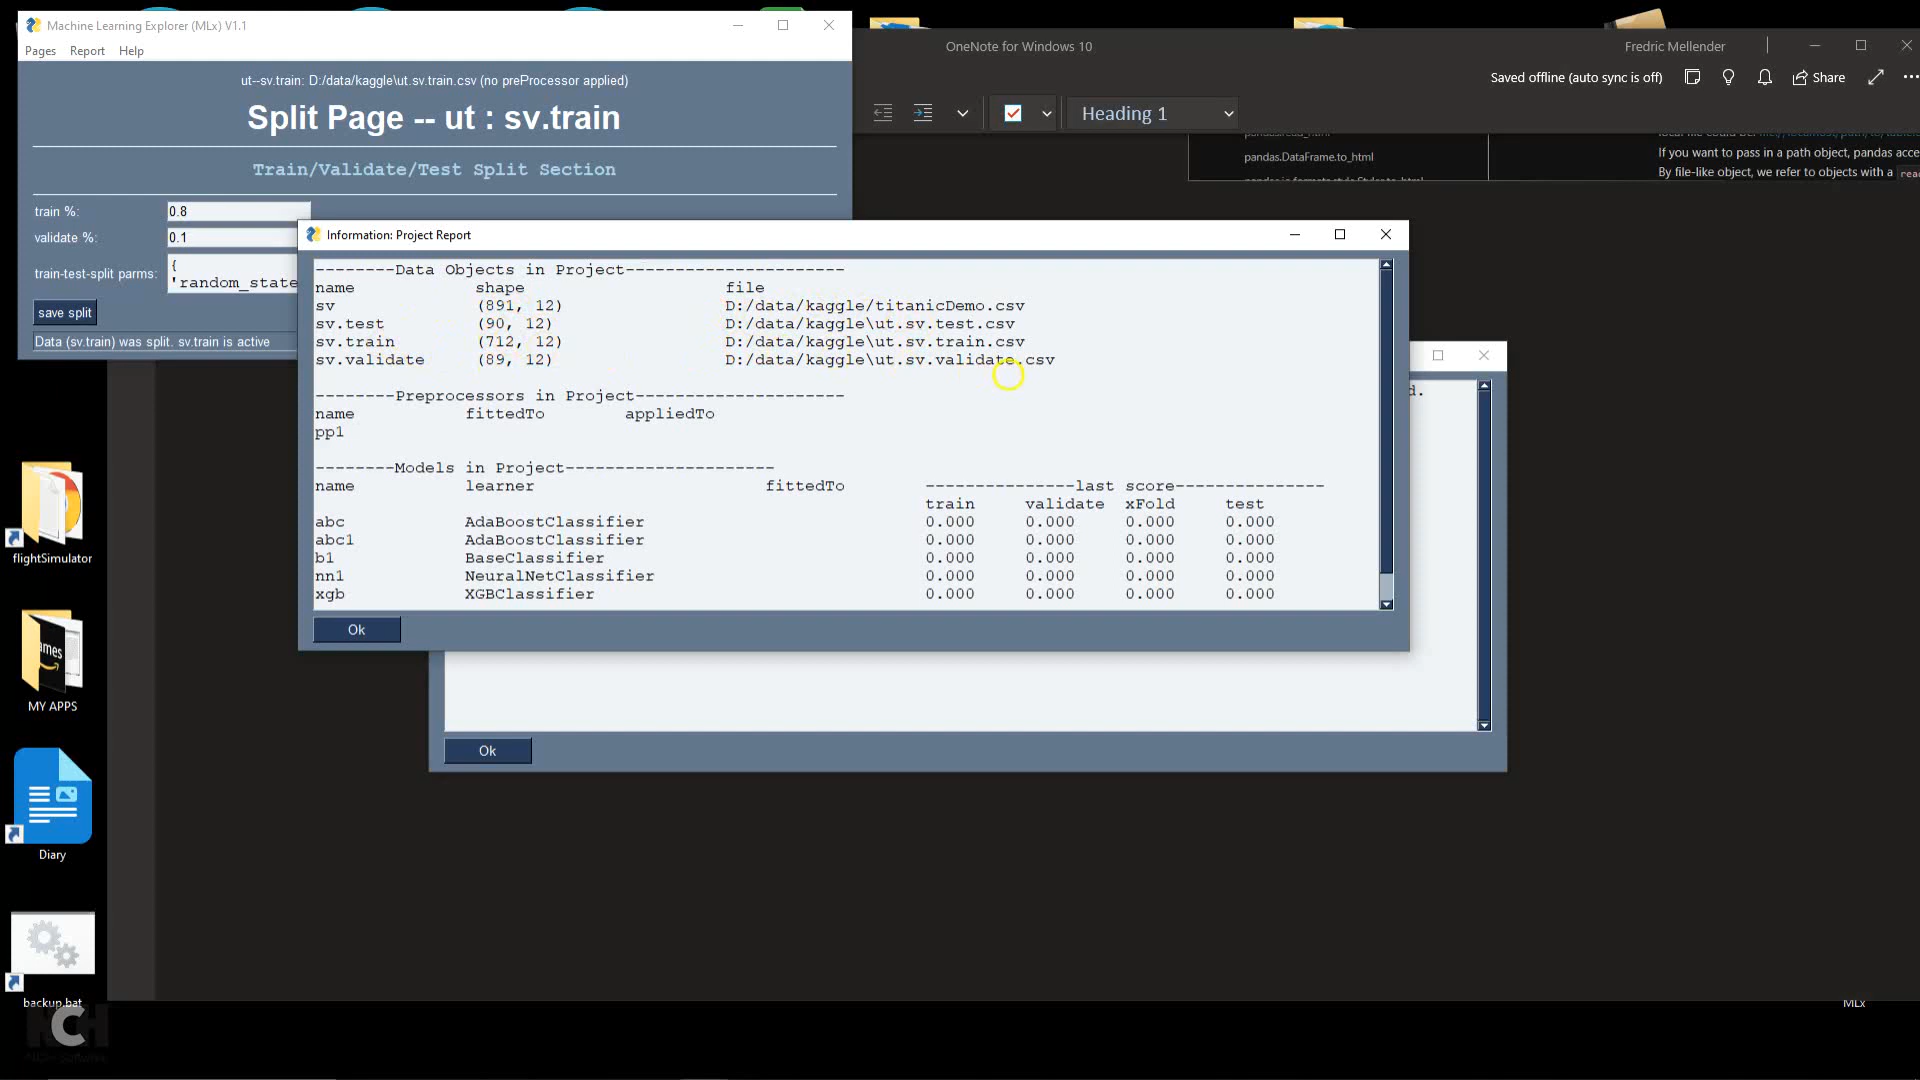 Machine Learning Explorer (MLx) V1.1
Pages Report Help
ut--sv.train: D:/data/kaggle\ut.sv.train.csv (no preProcessor applied)
Split Page -- ut : sv.train
Train/Validate/Test Split Section
train %: 0.8
validate %: 0.1
train-test-split parms: {
'random_state
save split
Data (sv.train) was split. sv.train is active
OneNote for Windows 10
Fredric Mellender
Saved offline (auto sync is off)
Share
Heading 1
pandas.DataFrame.to_html
If you want to pass in a path object, pandas acce
By file-like object, we refer to objects with a read
Information: Project Report
--------Data Objects in Project----------------------
name shape file
sv (891, 12) D:/data/kaggle/titanicDemo.csv
sv.test (90, 12) D:/data/kaggle\ut.sv.test.csv
sv.train (712, 12) D:/data/kaggle\ut.sv.train.csv
sv.validate (89, 12) D:/data/kaggle\ut.sv.validate.csv
--------Preprocessors in Project---------------------
name fittedTo appliedTo
pp1
--------Models in Project---------------------
name learner fittedTo ---------------last score---------------
train validate xFold test
abc AdaBoostClassifier 0.000 0.000 0.000 0.000
abc1 AdaBoostClassifier 0.000 0.000 0.000 0.000
b1 BaseClassifier 0.000 0.000 0.000 0.000
nn1 NeuralNetClassifier 0.000 0.000 0.000 0.000
xgb XGBClassifier 0.000 0.000 0.000 0.000
Ok
d.
Ok
flightSimulator
MY APPS
Diary
backup.bat
MLx